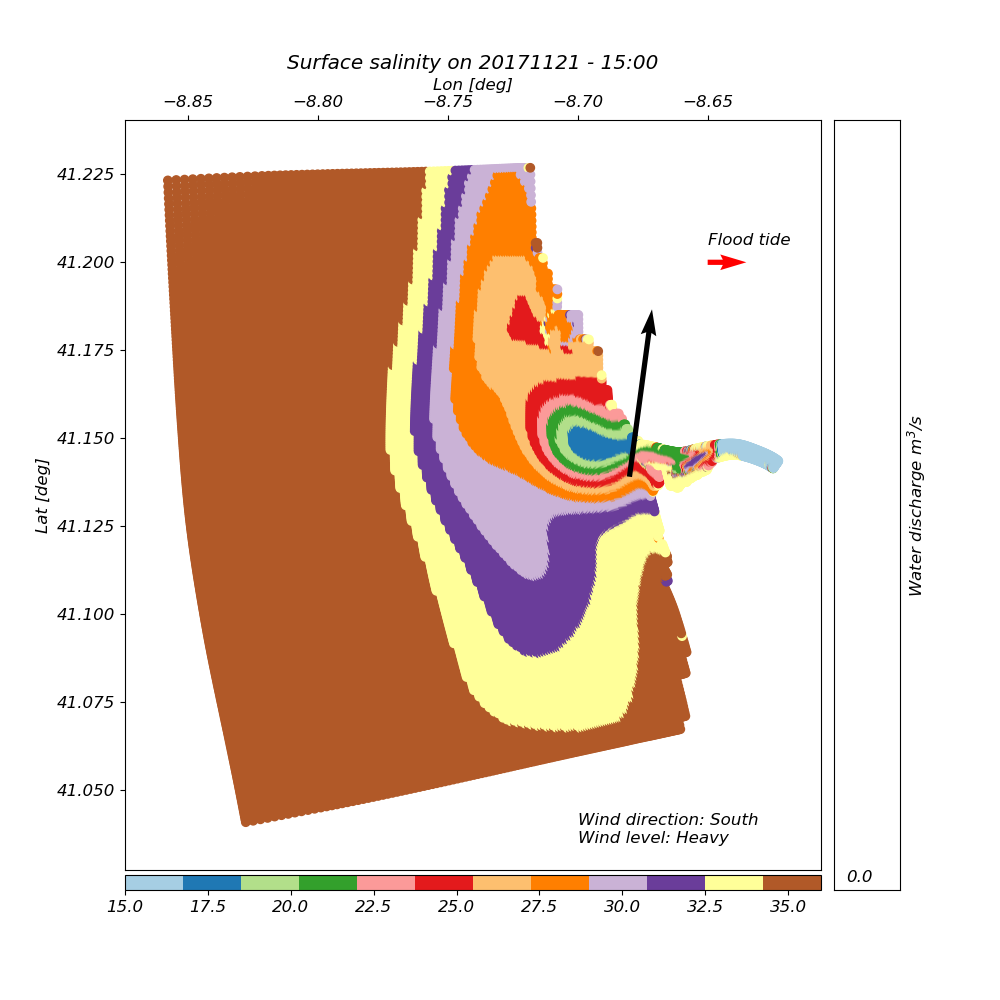 Surface salinity on 20171121 - 15:00
Lon [deg]
−8.85 −8.80 −8.75 −8.70 −8.65
41.225
41.200
41.175
41.150
41.125
41.100
41.075
41.050
Lat [deg]
Flood tide
Wind direction: South
Wind level: Heavy
15.0 17.5 20.0 22.5 25.0 27.5 30.0 32.5 35.0
0.0
Water discharge m³/s